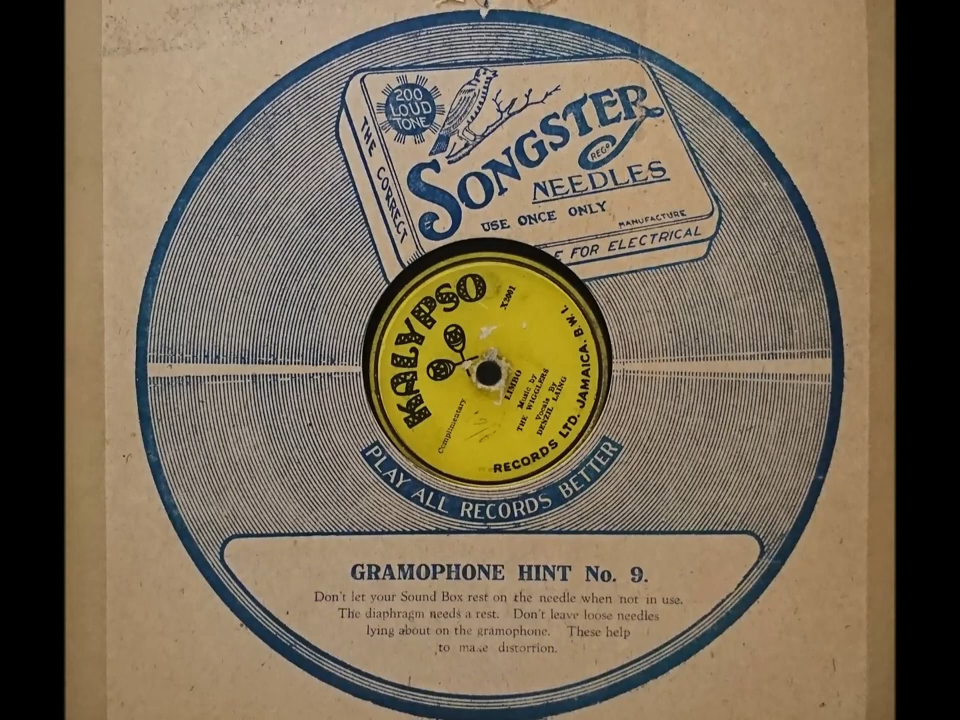 200
LOUD
TONE
THE CORRECT
SONGSTER
REGD
NEEDLES
USE ONCE ONLY
MANUFACTURE
FOR ELECTRICAL
KALYPSO
X2001
Complimentary
LIMBO
Music by
THE WIGGLERS
Vocals By
DENZIL LAING
RECORDS LTD. JAMAICA. B.W.I.
PLAY ALL RECORDS BETTER
GRAMOPHONE HINT No. 9.
Don't let your Sound Box rest on the needle when not in use.
The diaphragm needs a rest. Don't leave loose needles
lying about on the gramophone. These help
to make distortion.